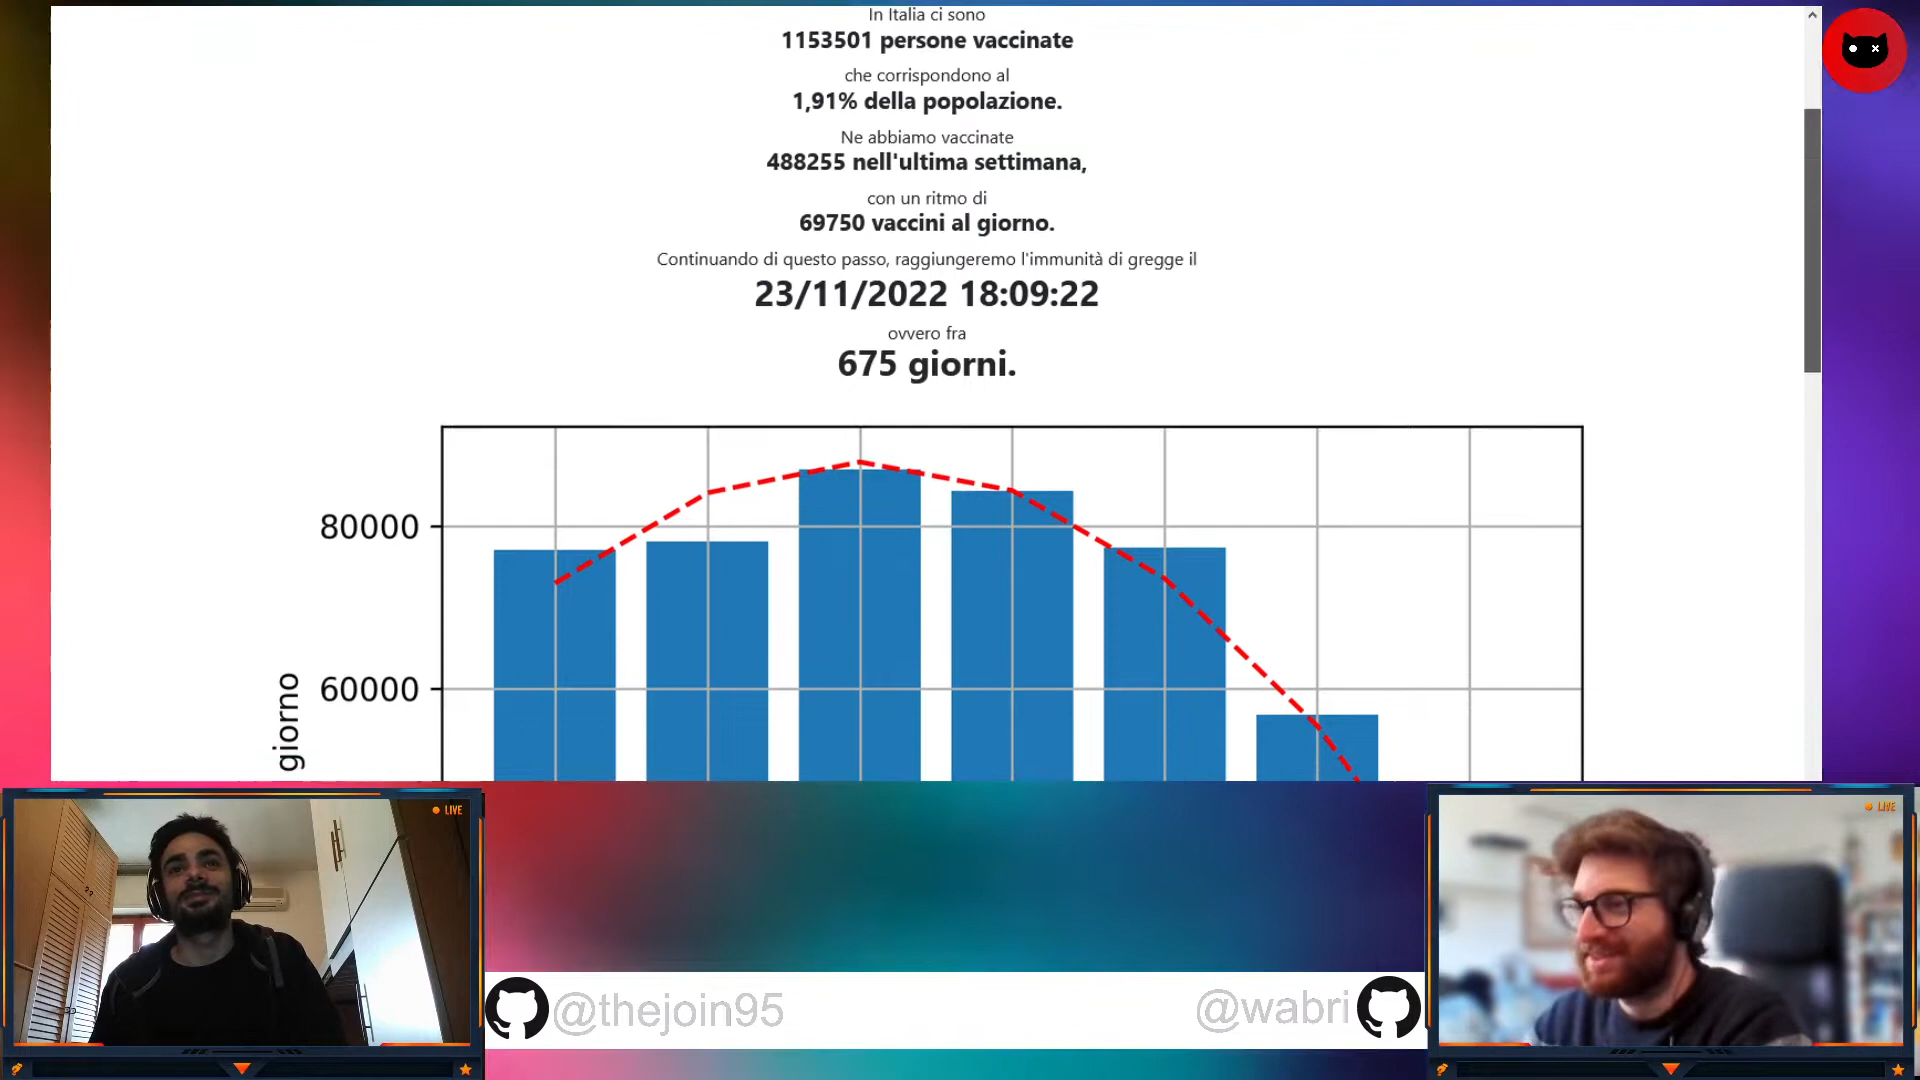 In Italia ci sono
1153501 persone vaccinate
che corrispondono al
1,91% della popolazione.
Ne abbiamo vaccinate
488255 nell'ultima settimana,
con un ritmo di
69750 vaccini al giorno.
Continuando di questo passo, raggiungeremo l'immunità di gregge il
23/11/2022 18:09:22
ovvero fra
675 giorni.
80000
60000
giorno
LIVE
LIVE
@thejoin95
@wabri